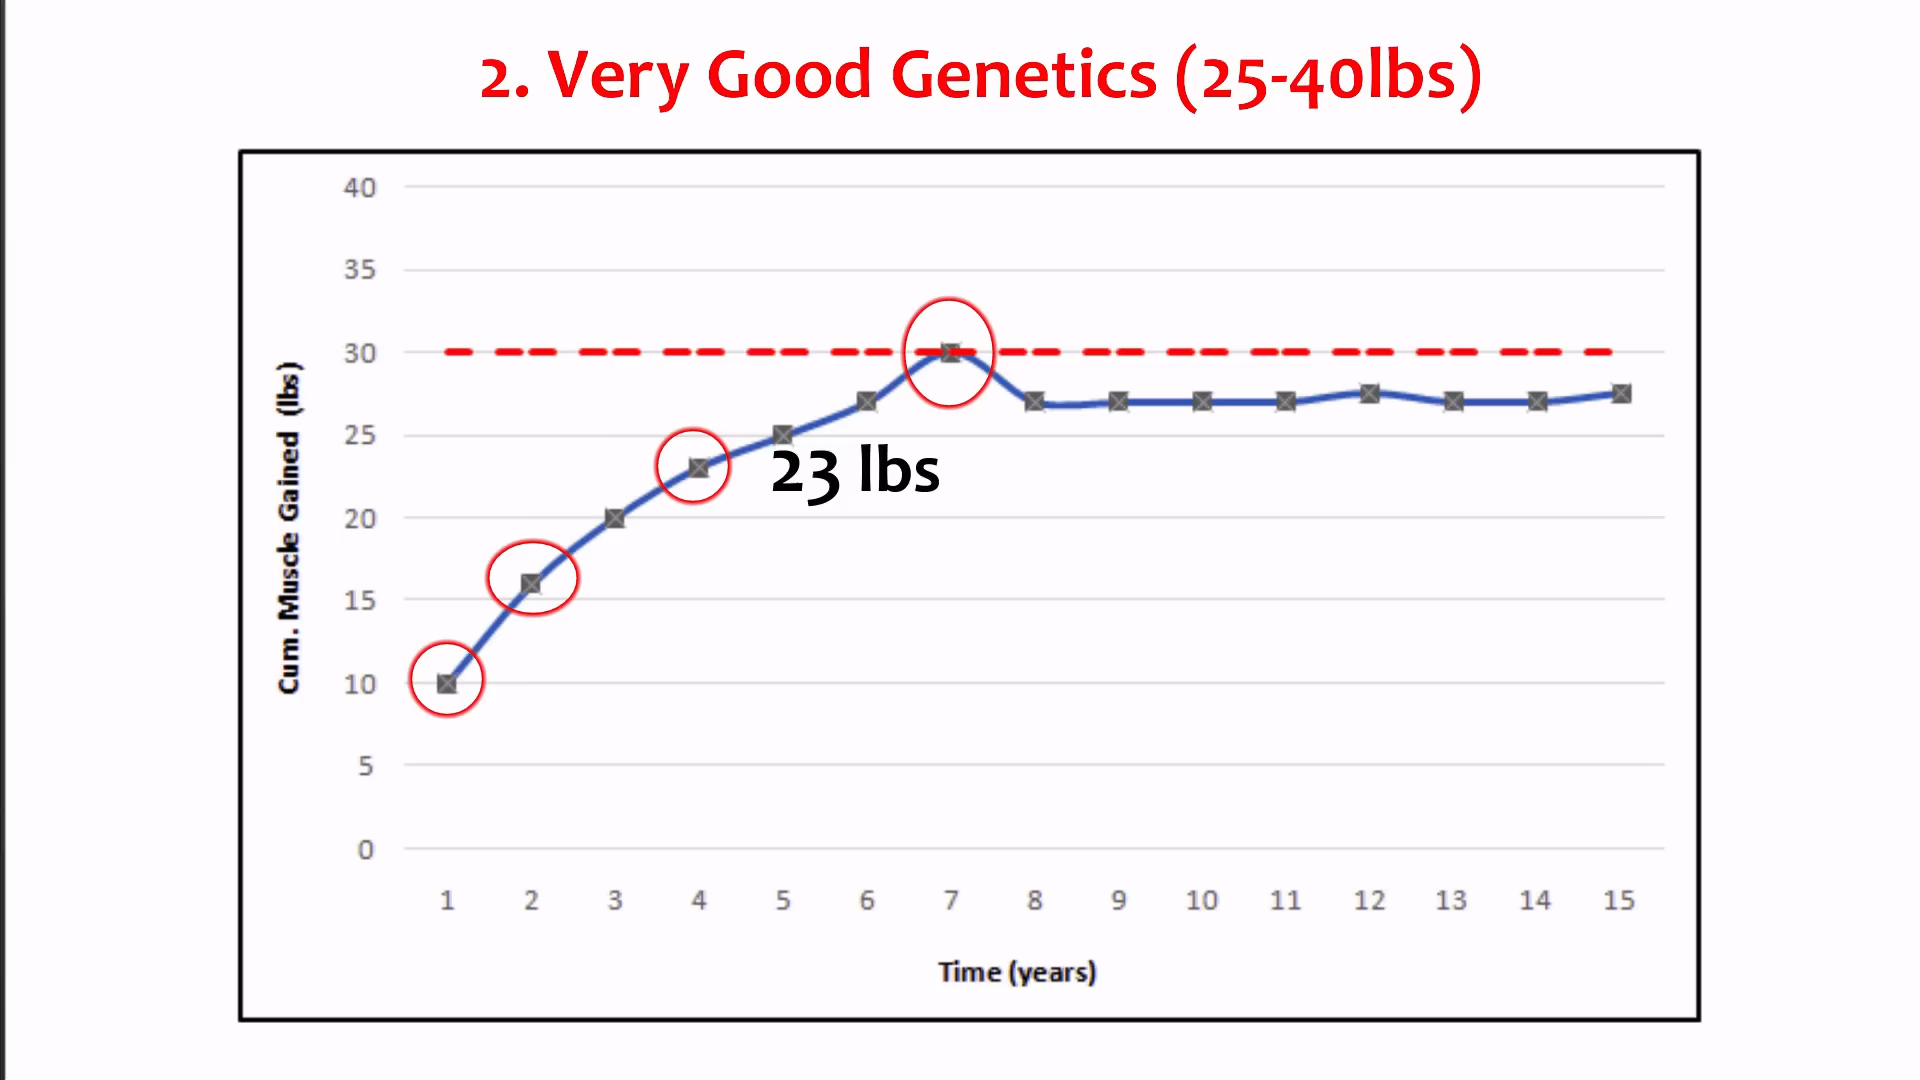 2. Very Good Genetics (25-40lbs)
40
35
30
25
20
15
10
5
0
Cum. Muscle Gained (lbs)
23 lbs
1 2 3 4 5 6 7 8 9 10 11 12 13 14 15
Time (years)